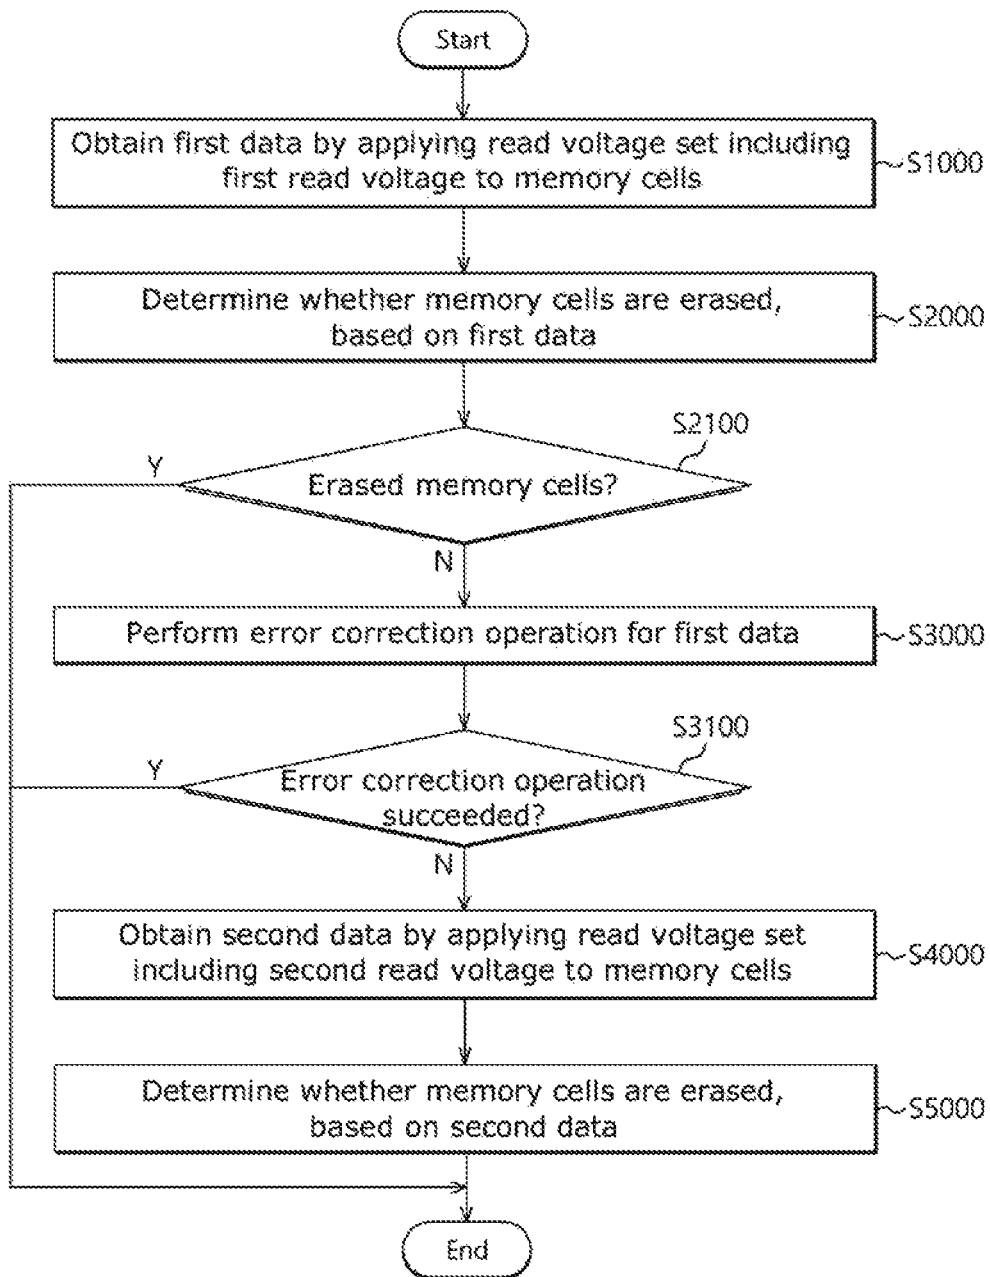 Start
Obtain first data by applying read voltage set including
first read voltage to memory cells
S1000
Determine whether memory cells are erased,
based on first data
S2000
S2100
Y
Erased memory cells?
N
Perform error correction operation for first data
S3000
S3100
Y
Error correction operation
succeeded?
N
Obtain second data by applying read voltage set
including second read voltage to memory cells
S4000
Determine whether memory cells are erased,
based on second data
S5000
End